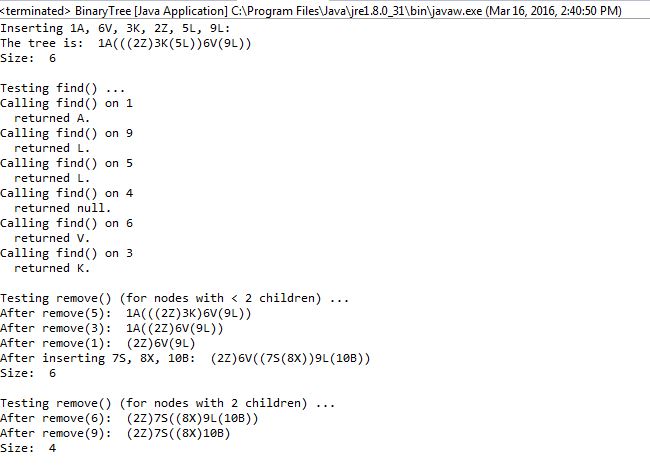 <terminated> BinaryTree [Java Application] C:\Program Files\Java\jre1.8.0_31\bin\javaw.exe (Mar 16, 2016, 2:40:50 PM)
Inserting 1A, 6V, 3K, 2Z, 5L, 9L:
The tree is:  1A(((2Z)3K(5L))6V(9L))
Size:  6

Testing find() ...
Calling find() on 1
  returned A.
Calling find() on 9
  returned L.
Calling find() on 5
  returned L.
Calling find() on 4
  returned null.
Calling find() on 6
  returned V.
Calling find() on 3
  returned K.

Testing remove() (for nodes with < 2 children) ...
After remove(5):  1A(((2Z)3K)6V(9L))
After remove(3):  1A((2Z)6V(9L))
After remove(1):  (2Z)6V(9L)
After inserting 7S, 8X, 10B:  (2Z)6V((7S(8X))9L(10B))
Size:  6

Testing remove() (for nodes with 2 children) ...
After remove(6):  (2Z)7S((8X)9L(10B))
After remove(9):  (2Z)7S((8X)10B)
Size:  4